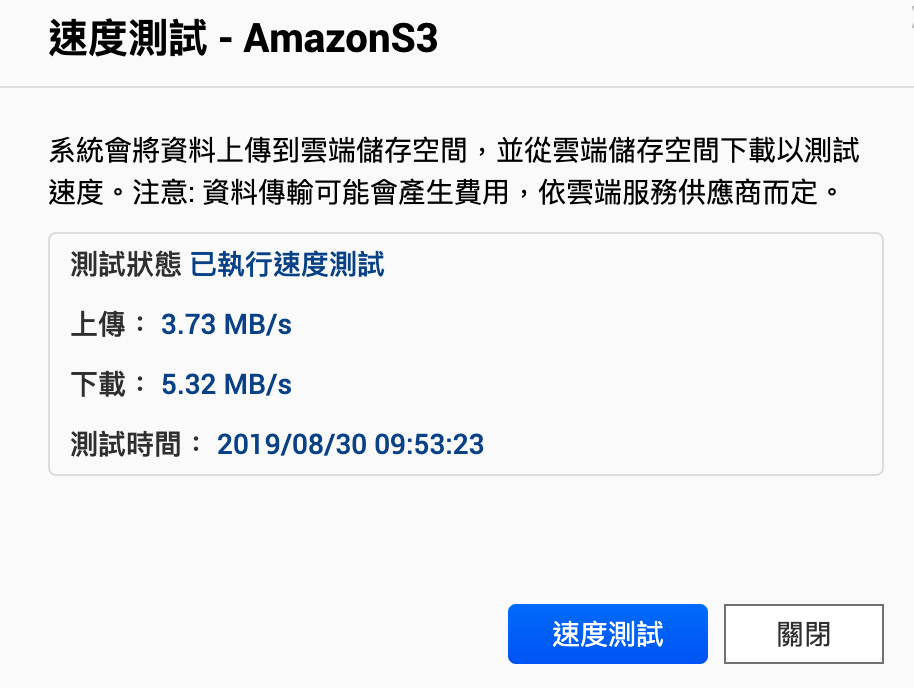 速度測試 - AmazonS3
系統會將資料上傳到雲端儲存空間，並從雲端儲存空間下載以測試
速度。注意: 資料傳輸可能會產生費用，依雲端服務供應商而定。
測試狀態 已執行速度測試
上傳： 3.73 MB/s
下載： 5.32 MB/s
測試時間： 2019/08/30 09:53:23
速度測試 關閉